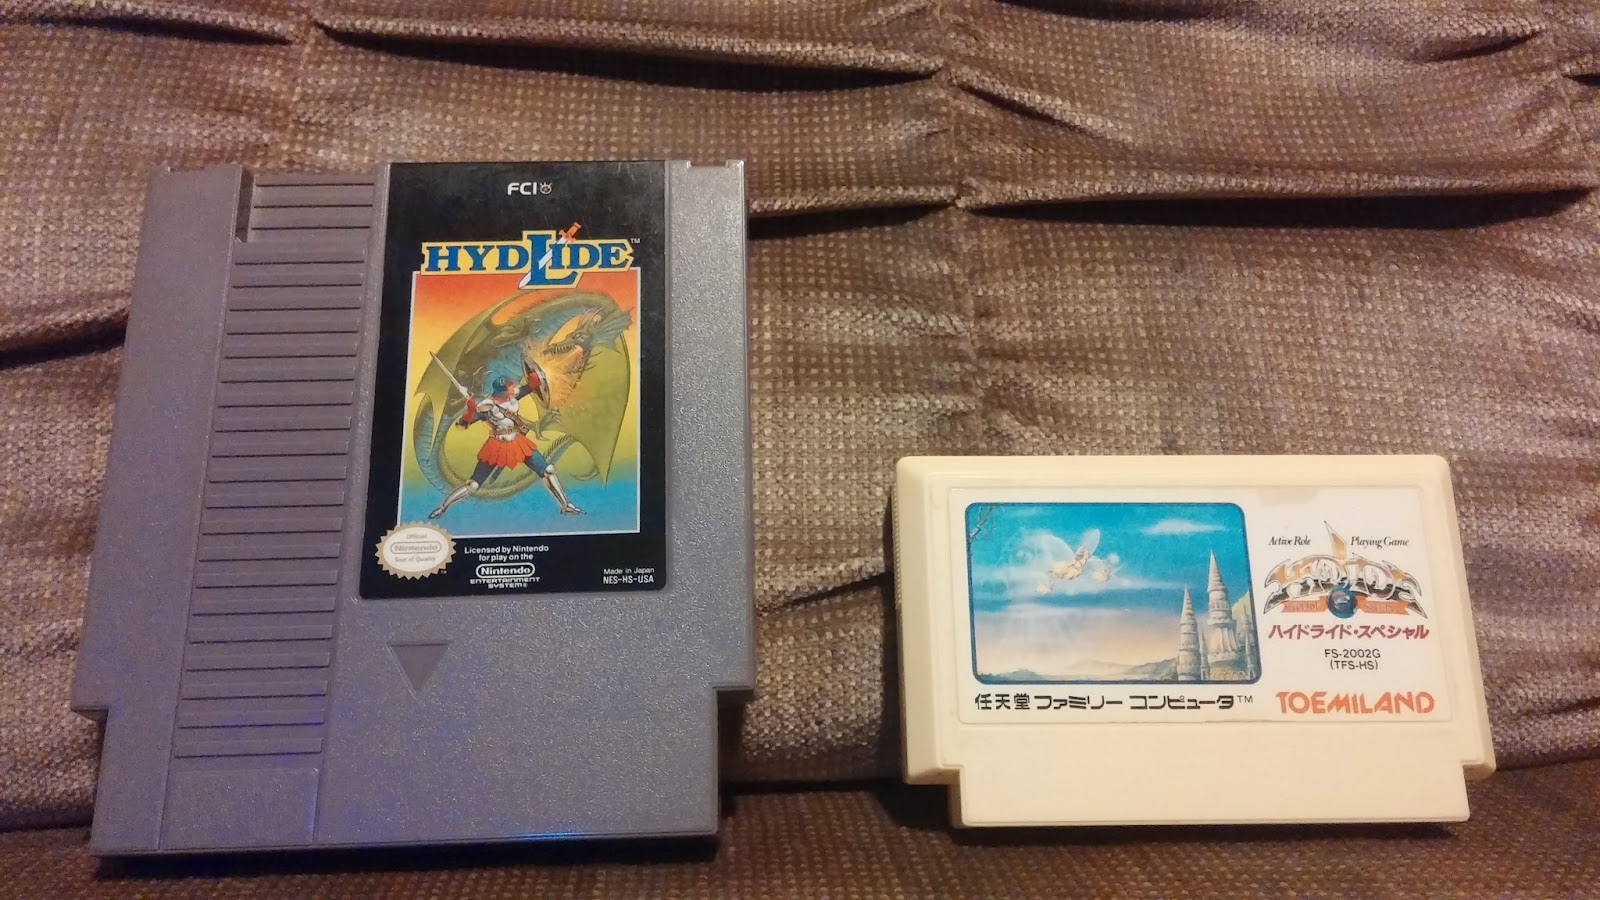 FCI
HYDLIDE™
Official
Nintendo
Seal of Quality
Licensed by Nintendo
for play on the
Nintendo
ENTERTAINMENT
SYSTEM®
Made in Japan
NES-HS-USA
Active Role Playing Game
HYDLIDE
ハイドライド・スペシャル
FS-2002G
(TFS-HS)
任天堂ファミリー コンピュータ™
TOEMILAND